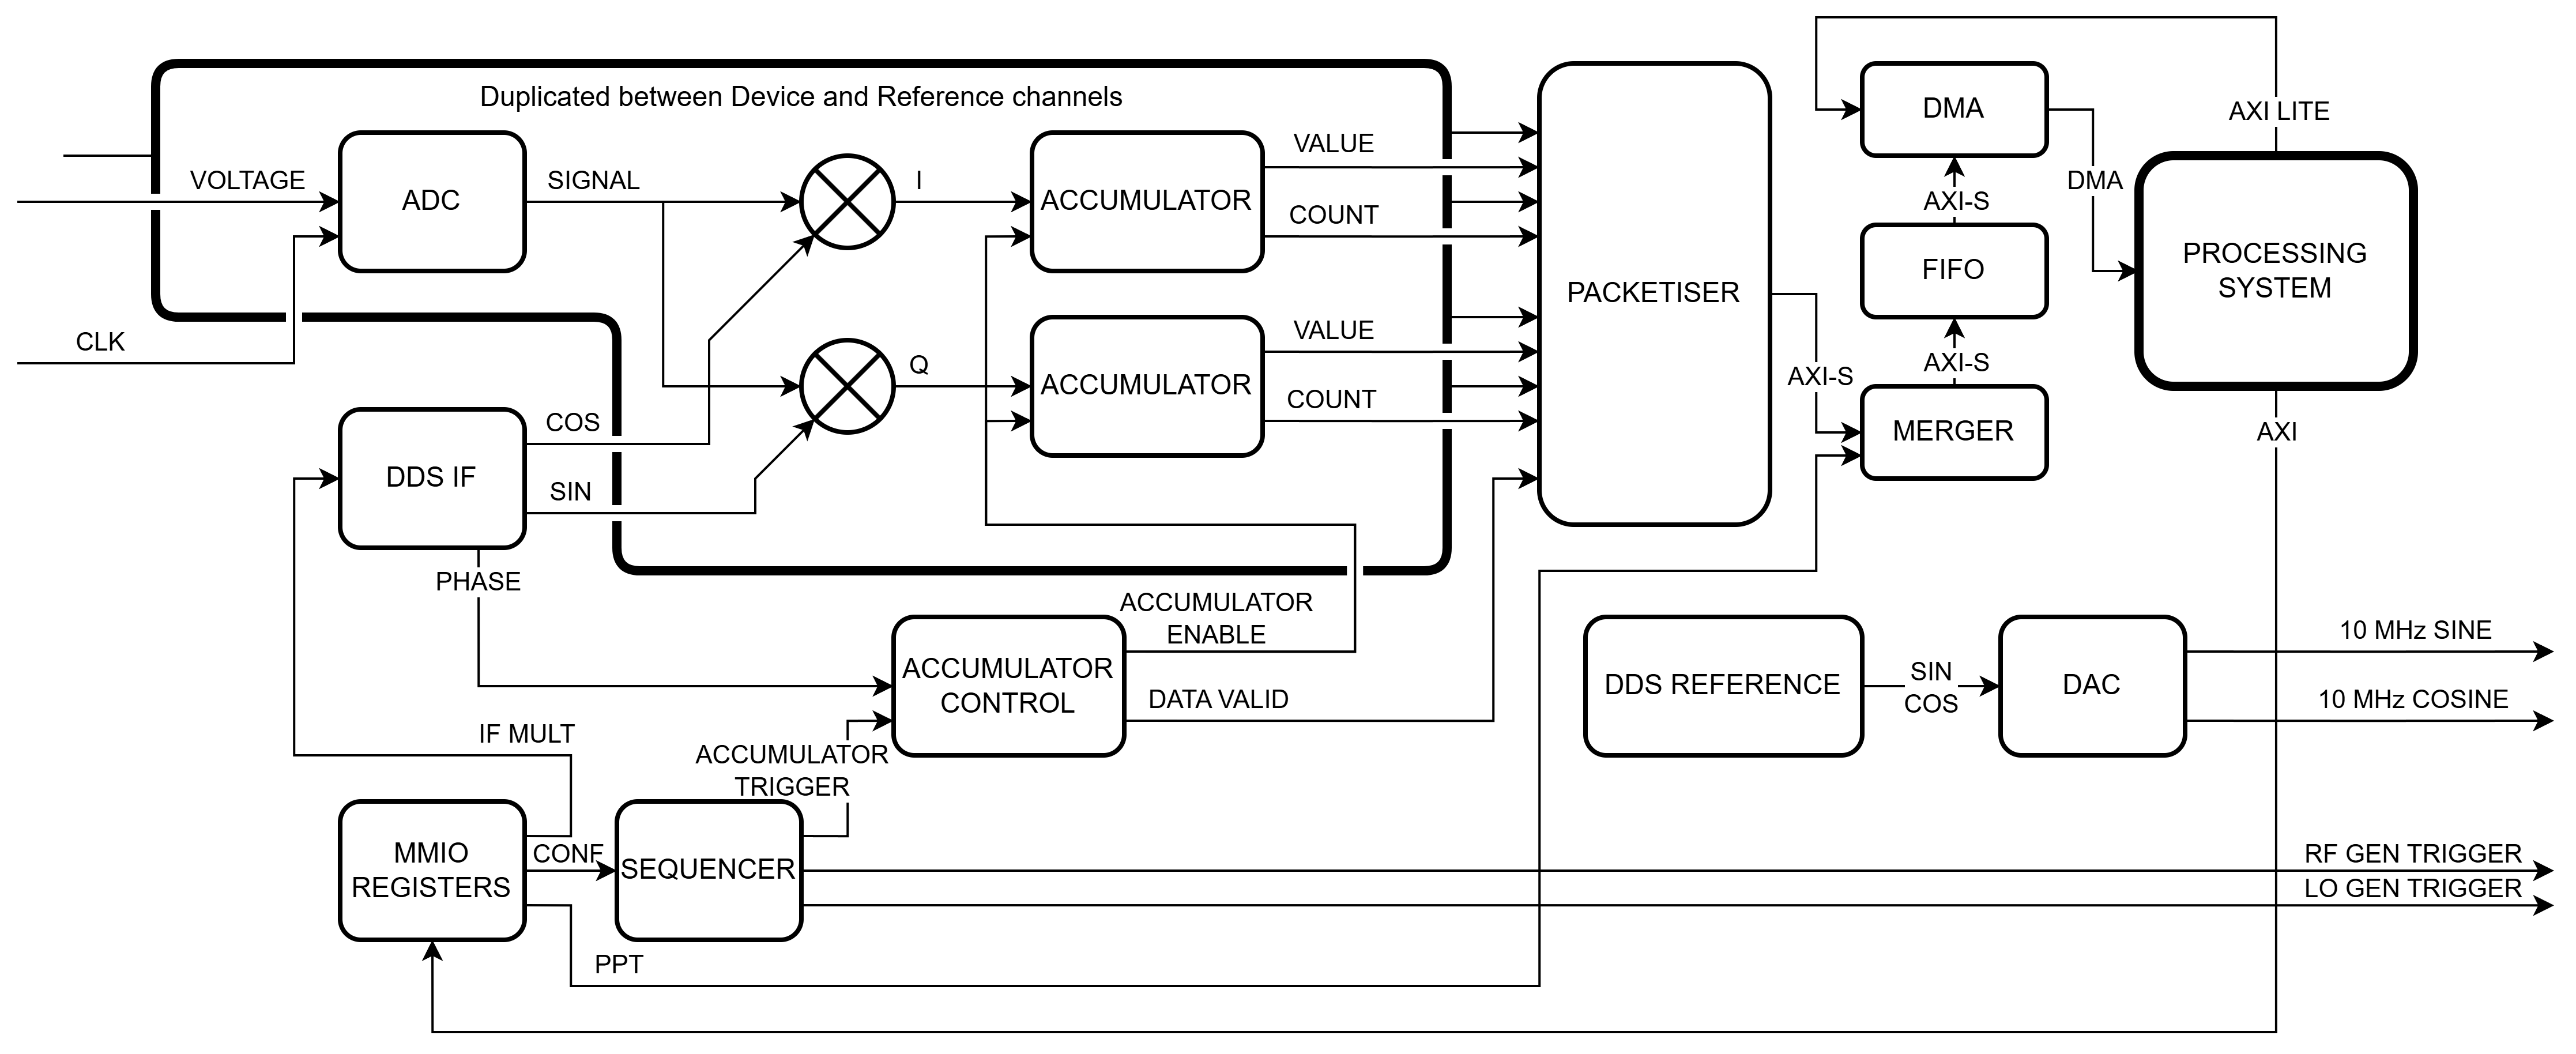 Duplicated between Device and Reference channels
VOLTAGE
ADC
SIGNAL
I
ACCUMULATOR
VALUE
COUNT
CLK
Q
ACCUMULATOR
VALUE
COUNT
DDS IF
COS
SIN
PHASE
PACKETISER
AXI-S
DMA
AXI-S
FIFO
AXI-S
MERGER
DMA
AXI LITE
PROCESSING
SYSTEM
AXI
ACCUMULATOR
ENABLE
ACCUMULATOR
CONTROL
DATA VALID
DDS REFERENCE
SIN
COS
DAC
10 MHz SINE
10 MHz COSINE
IF MULT
ACCUMULATOR
TRIGGER
MMIO
REGISTERS
CONF
SEQUENCER
RF GEN TRIGGER
LO GEN TRIGGER
PPT